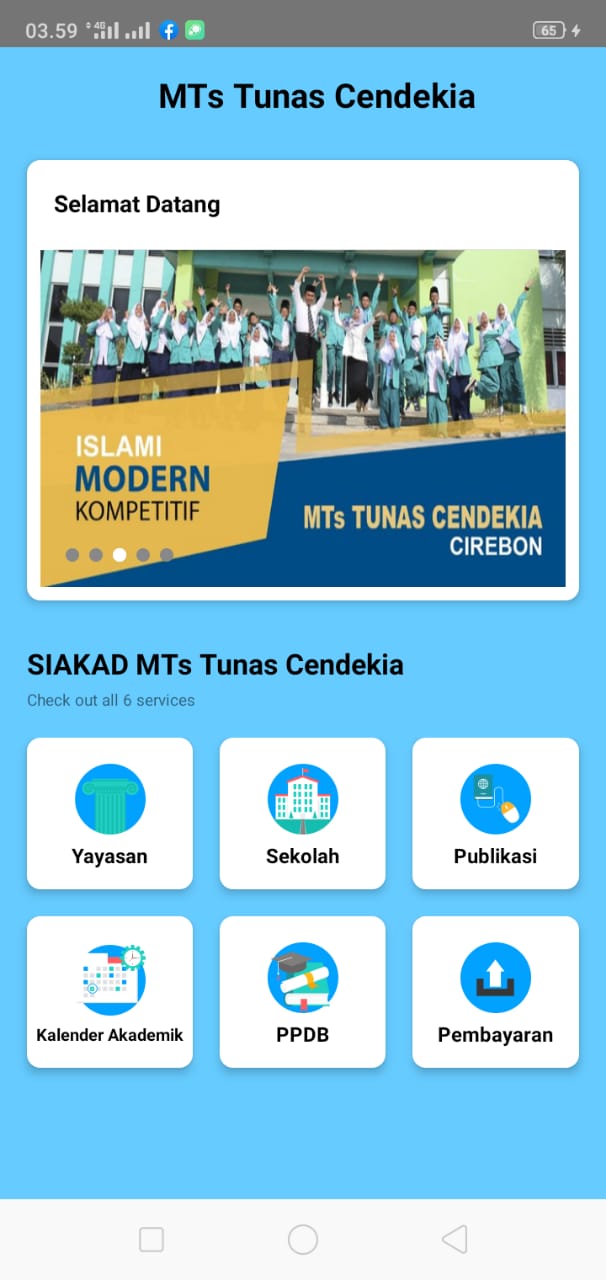 03.59 4G 65
MTs Tunas Cendekia
Selamat Datang
ISLAMI
MODERN
KOMPETITIF
MTs TUNAS CENDEKIA
CIREBON
SIAKAD MTs Tunas Cendekia
Check out all 6 services
Yayasan Sekolah Publikasi
Kalender Akademik PPDB Pembayaran